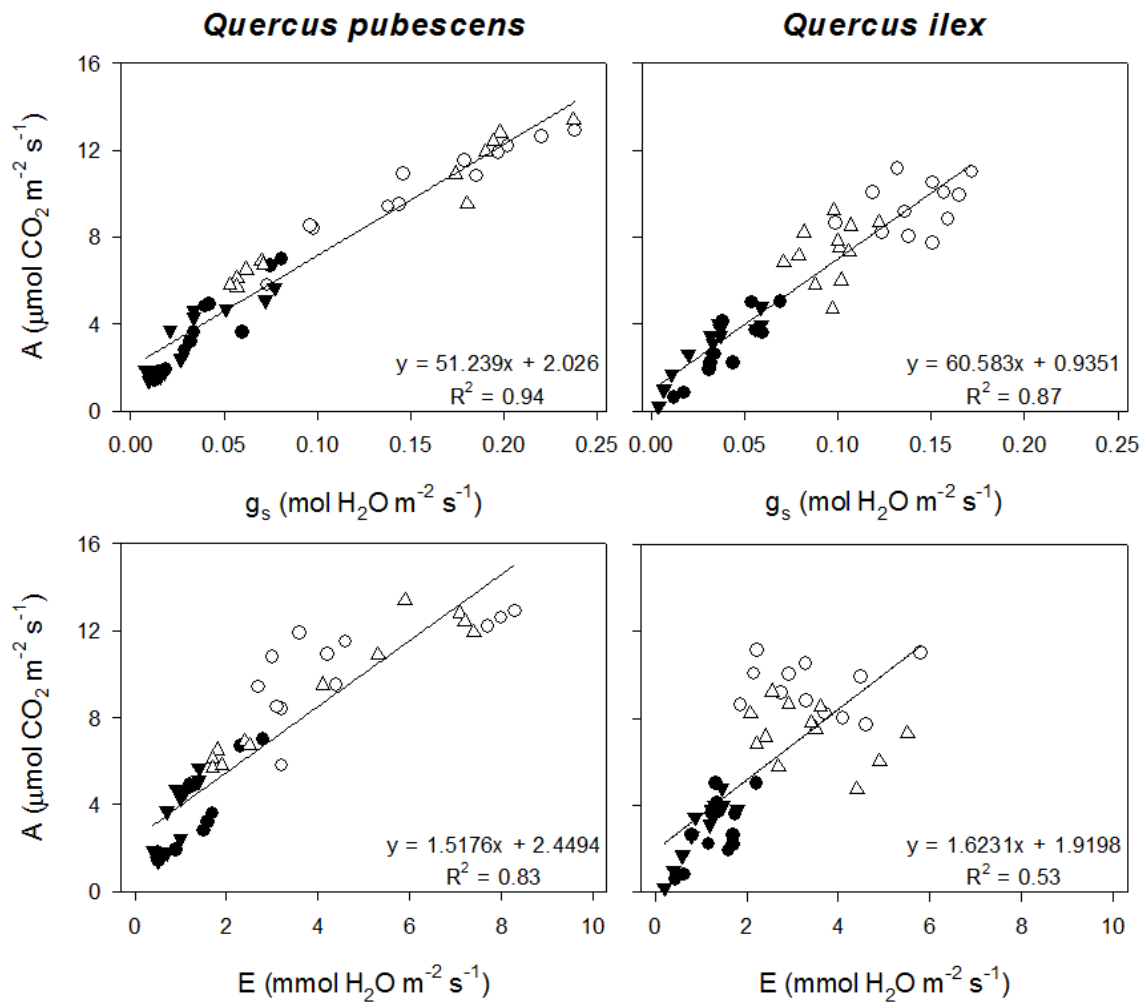 Quercus pubescens
Quercus ilex
16
12
8
4
0
A (μmol CO₂ m⁻² s⁻¹)
y = 51.239x + 2.026
R² = 0.94
y = 60.583x + 0.9351
R² = 0.87
0.00 0.05 0.10 0.15 0.20 0.25
0.00 0.05 0.10 0.15 0.20 0.25
gₛ (mol H₂O m⁻² s⁻¹)
gₛ (mol H₂O m⁻² s⁻¹)
16
12
8
4
0
A (μmol CO₂ m⁻² s⁻¹)
y = 1.5176x + 2.4494
R² = 0.83
y = 1.6231x + 1.9198
R² = 0.53
0 2 4 6 8 10
0 2 4 6 8 10
E (mmol H₂O m⁻² s⁻¹)
E (mmol H₂O m⁻² s⁻¹)